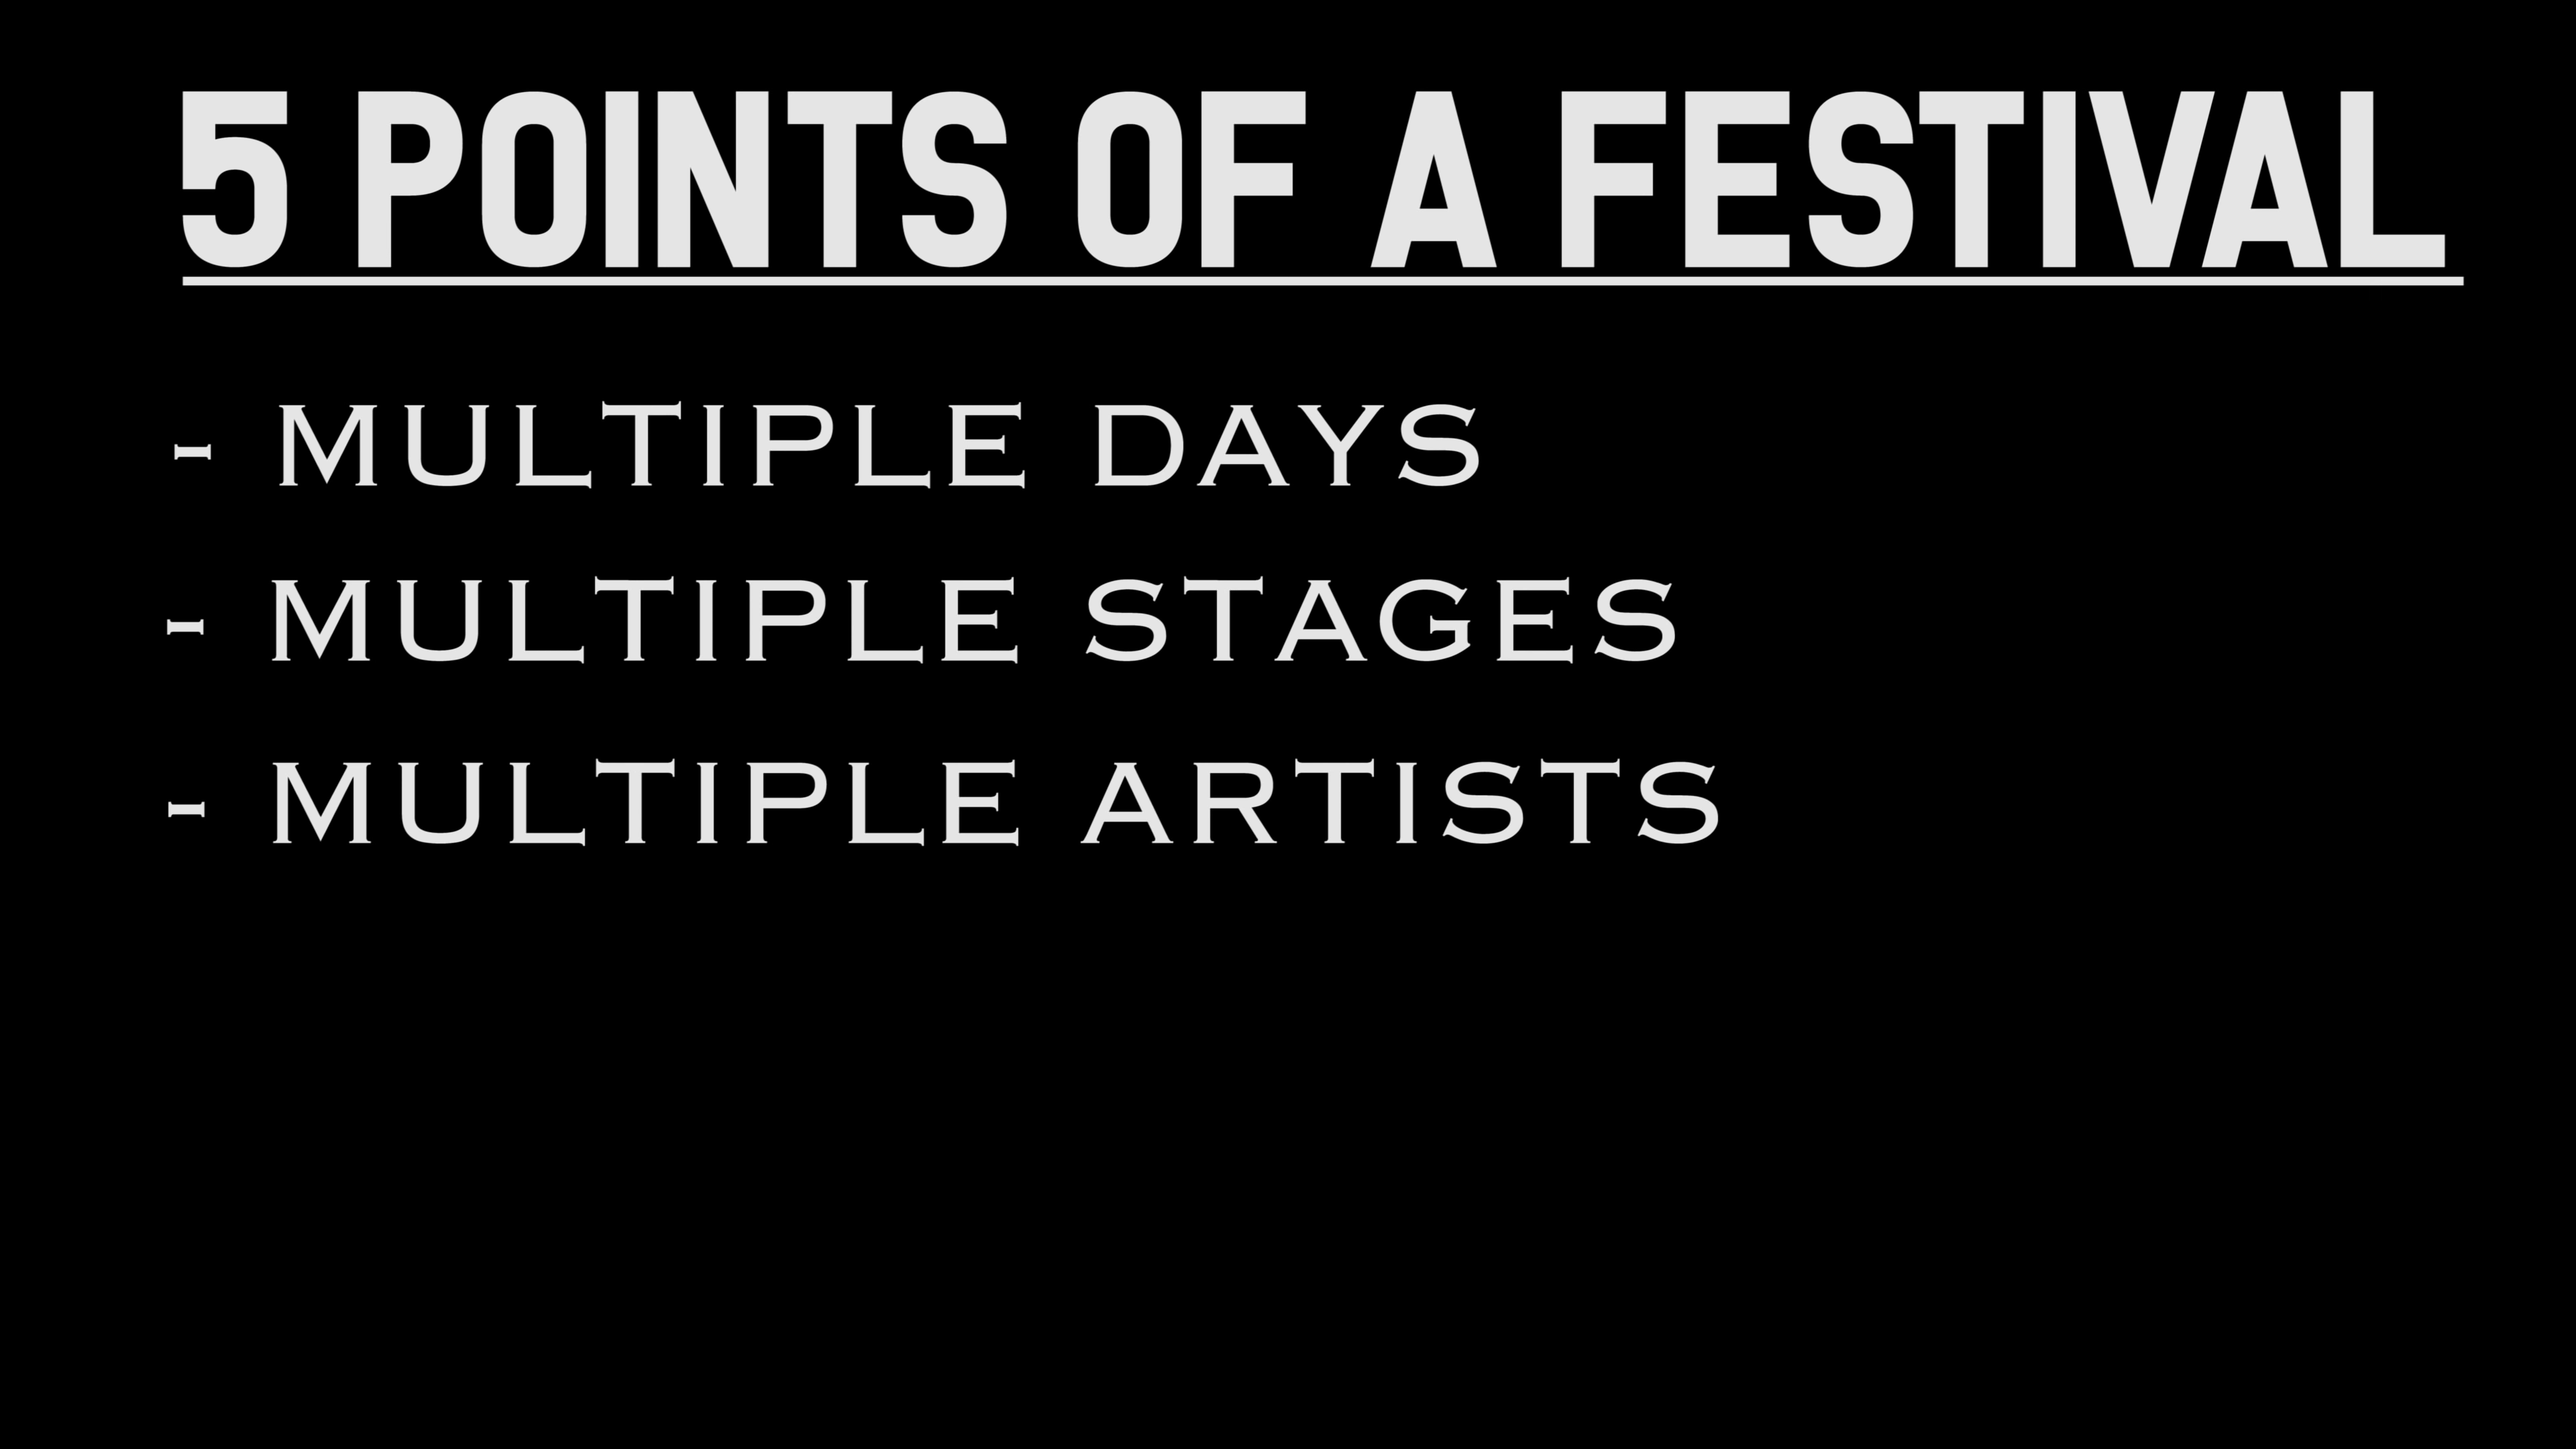 5 POINTS OF A FESTIVAL
- MULTIPLE DAYS
- MULTIPLE STAGES
- MULTIPLE ARTISTS